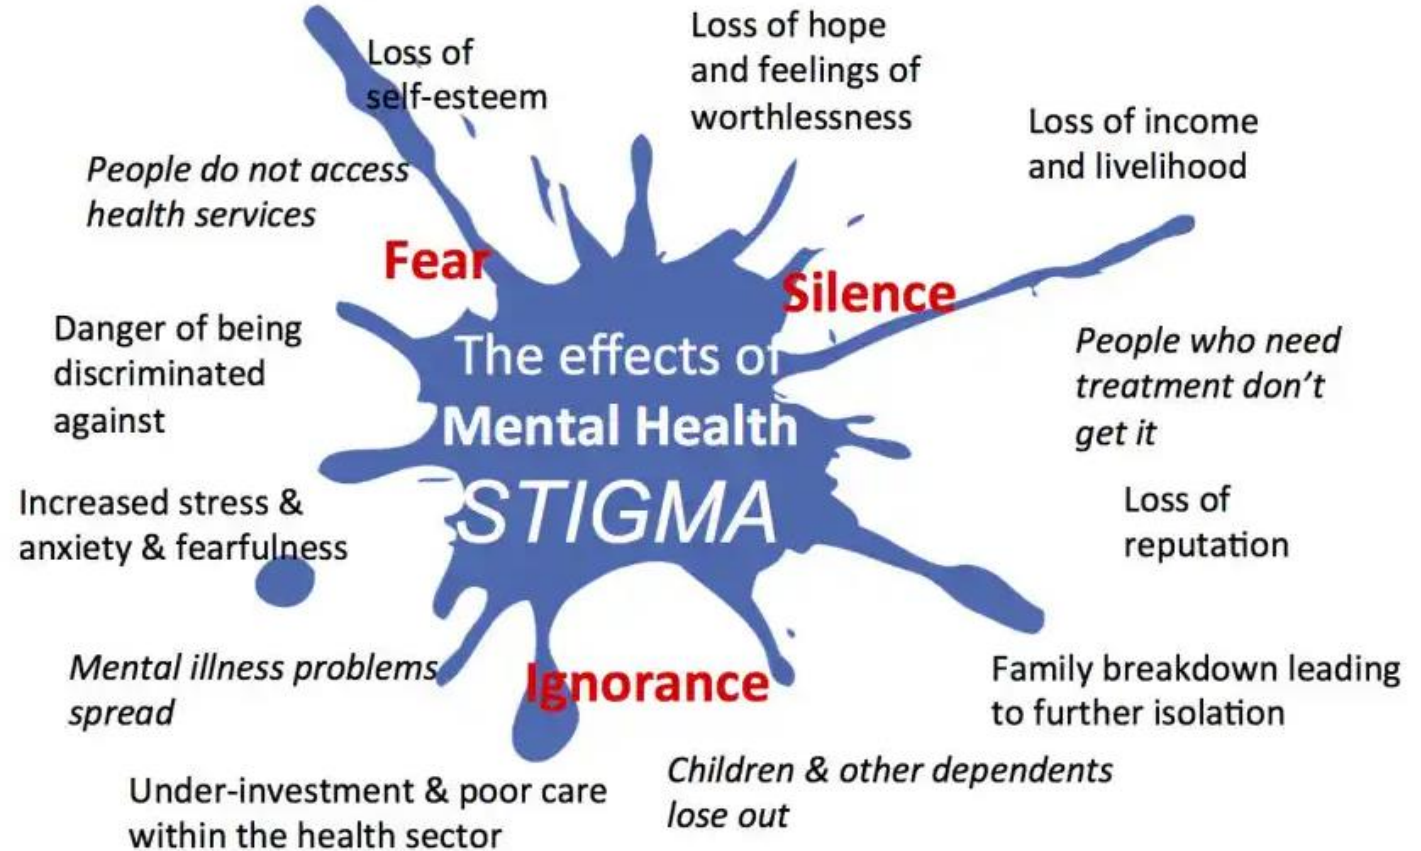 Loss of
self-esteem
Loss of hope
and feelings of
worthlessness
Loss of income
and livelihood
People do not access
health services
Fear
Silence
Danger of being
discriminated
against
The effects of
Mental Health
STIGMA
People who need
treatment don’t
get it
Increased stress &
anxiety & fearfulness
Loss of
reputation
Mental illness problems
spread
Ignorance
Family breakdown leading
to further isolation
Under-investment & poor care
within the health sector
Children & other dependents
lose out